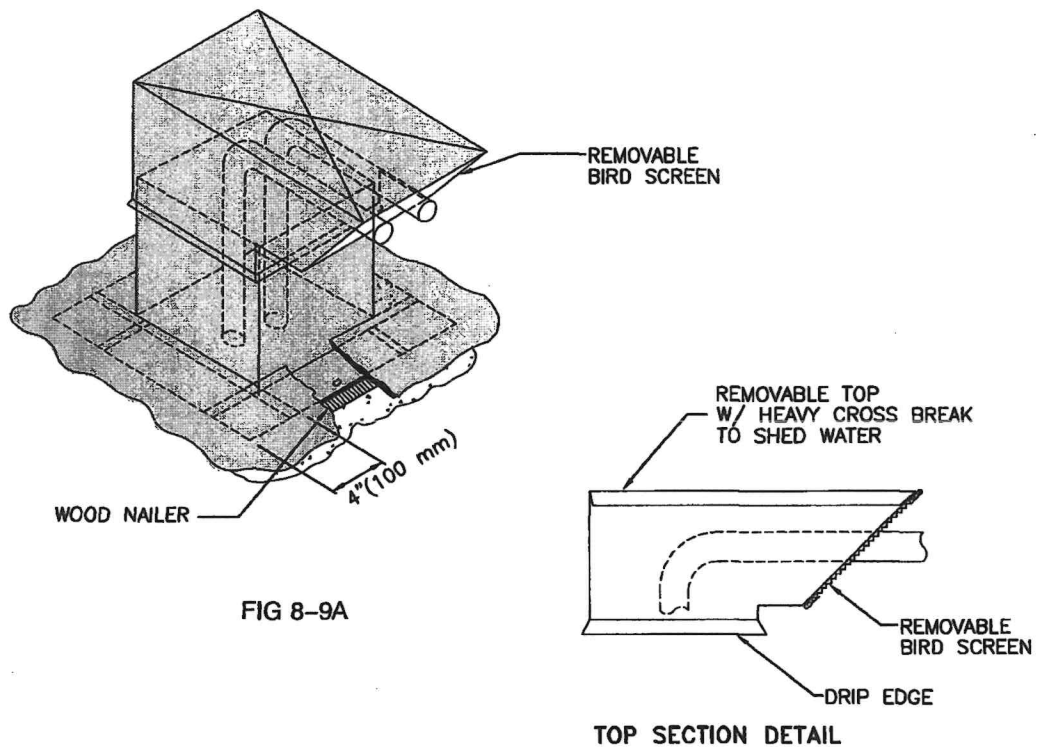 REMOVABLE
BIRD SCREEN
4"(100 mm)
WOOD NAILER
FIG 8-9A
REMOVABLE TOP
W/ HEAVY CROSS BREAK
TO SHED WATER
REMOVABLE
BIRD SCREEN
DRIP EDGE
TOP SECTION DETAIL